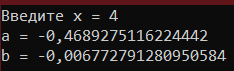 Введите x = 4
a = -0,4689275116224442
b = -0,006772791280950584